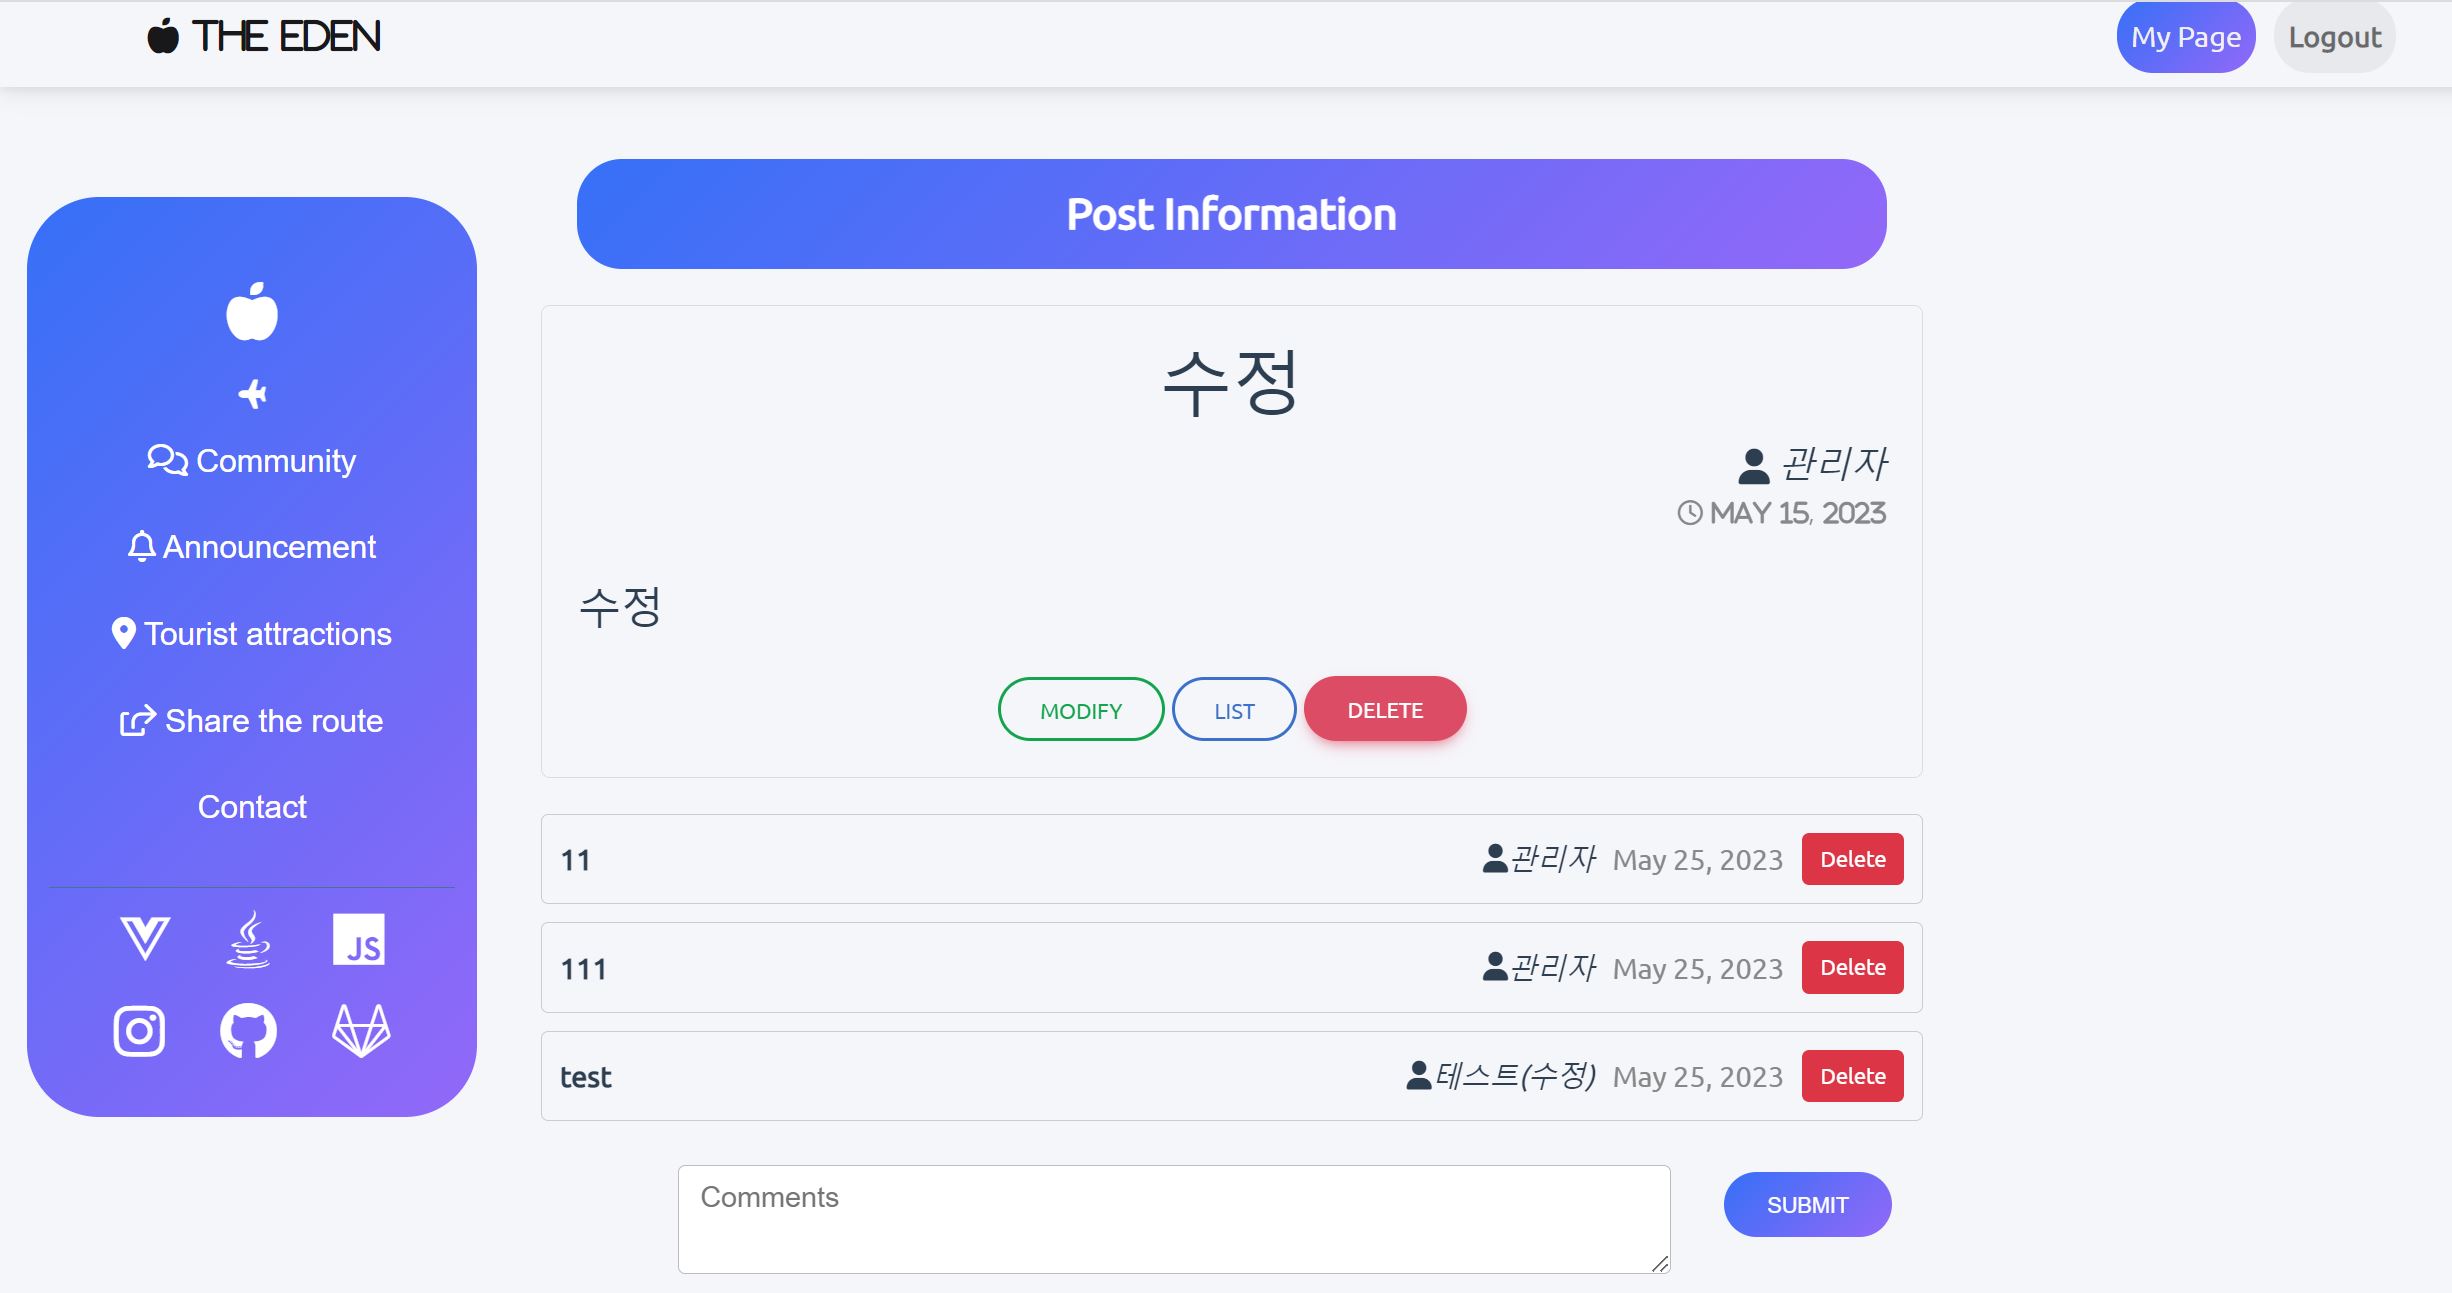 THE EDEN
My Page
Logout
Post Information
Community
Announcement
Tourist attractions
Share the route
Contact
JS
수정
관리자
MAY 15, 2023
수정
MODIFY
LIST
DELETE
11 관리자 May 25, 2023 Delete
111 관리자 May 25, 2023 Delete
test 테스트(수정) May 25, 2023 Delete
Comments
SUBMIT